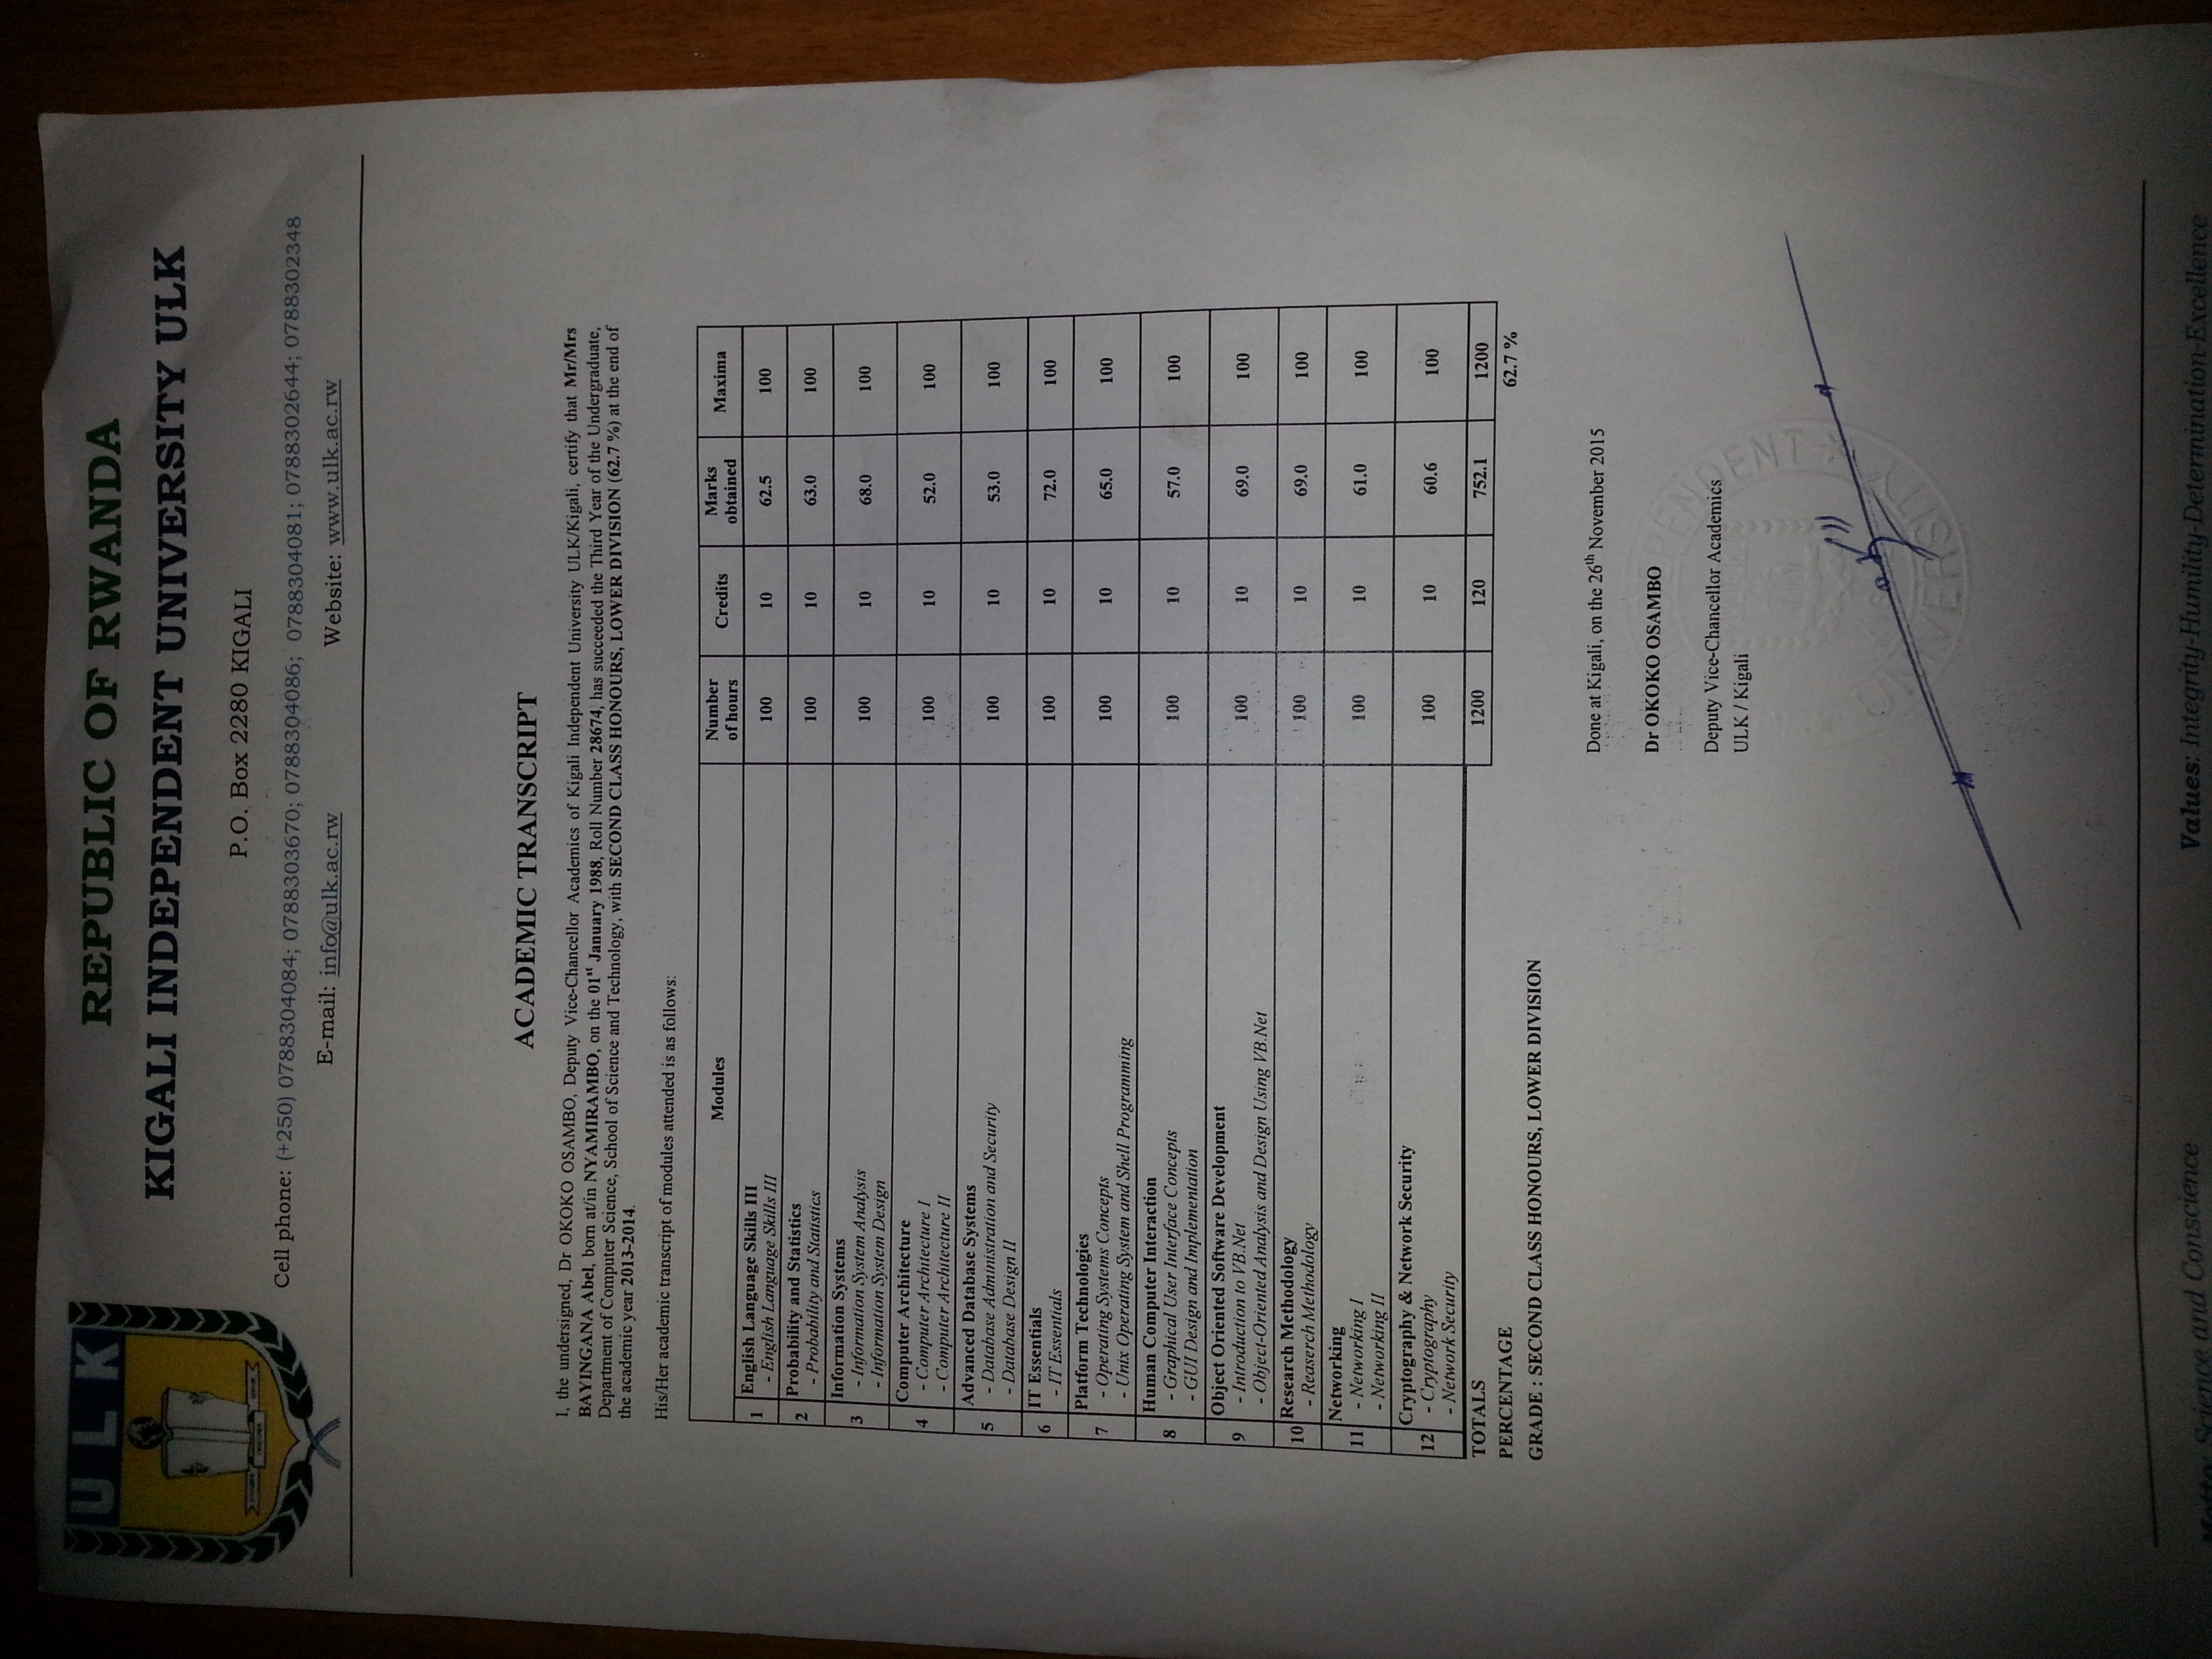 ULK
REPUBLIC OF RWANDA
KIGALI INDEPENDENT UNIVERSITY ULK
P.O. Box 2280 KIGALI
Cell phone: (+250) 0788304084; 0788303670; 0788304086; 0788304081; 0788302644; 0788302348
E-mail: info@ulk.ac.rw Website: www.ulk.ac.rw
ACADEMIC TRANSCRIPT
I, the undersigned, Dr OKOKO OSAMBO, Deputy Vice-Chancellor Academics of Kigali Independent University ULK/Kigali, certify that Mr/Mrs
BAYINGANA Abel, born at/in NYAMIRAMBO, on the 01st January 1988, Roll Number 28674, has succeeded the Third Year of the Undergraduate,
Department of Computer Science, School of Science and Technology, with SECOND CLASS HONOURS, LOWER DIVISION (62.7 %) at the end of
the academic year 2013-2014.
His/Her academic transcript of modules attended is as follows:
Modules Number of hours Credits Marks obtained Maxima
1 English Language Skills III
- English Language Skills III 100 10 62.5 100
2 Probability and Statistics
- Probability and Statistics 100 10 63.0 100
3 Information Systems
- Information System Analysis 100 10 68.0 100
- Information System Design
4 Computer Architecture
- Computer Architecture I 100 10 52.0 100
- Computer Architecture II
5 Advanced Database Systems
- Database Administration and Security 100 10 53.0 100
- Database Design II
6 IT Essentials
- IT Essentials 100 10 72.0 100
7 Platform Technologies
- Operating Systems Concepts 100 10 65.0 100
- Unix Operating System and Shell Programming
8 Human Computer Interaction
- Graphical User Interface Concepts 100 10 57.0 100
- GUI Design and Implementation
9 Object Oriented Software Development
- Introduction to VB.Net 100 10 69.0 100
- Object-Oriented Analysis and Design Using VB.Net
10 Research Methodology
- Reaserch Methodology 100 10 69.0 100
11 Networking
- Networking I 100 10 61.0 100
- Networking II
12 Cryptography & Network Security
- Cryptography 100 10 60.6 100
- Network Security
TOTALS 1200 120 752.1 1200
PERCENTAGE 62.7 %
GRADE : SECOND CLASS HONOURS, LOWER DIVISION
Done at Kigali, on the 26th November 2015
Dr OKOKO OSAMBO
Deputy Vice-Chancellor Academics
ULK / Kigali
UNIVERSITY
Motto: Science and Conscience Values: Integrity-Humility-Determination-Excellence